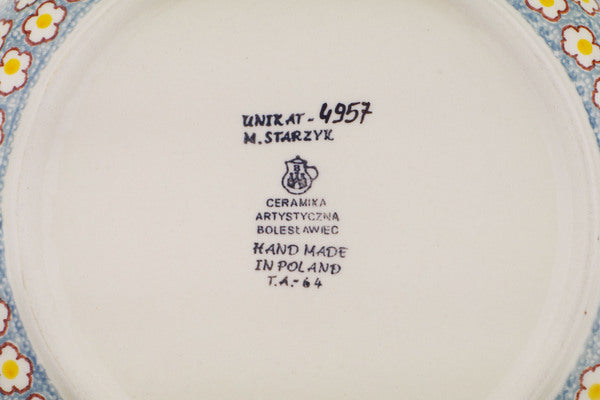 UNIKAT - 4957
M. STARZYK
CERAMIKA
ARTYSTYCZNA
BOLESŁAWIEC
HAND MADE
IN POLAND
T.A.-64